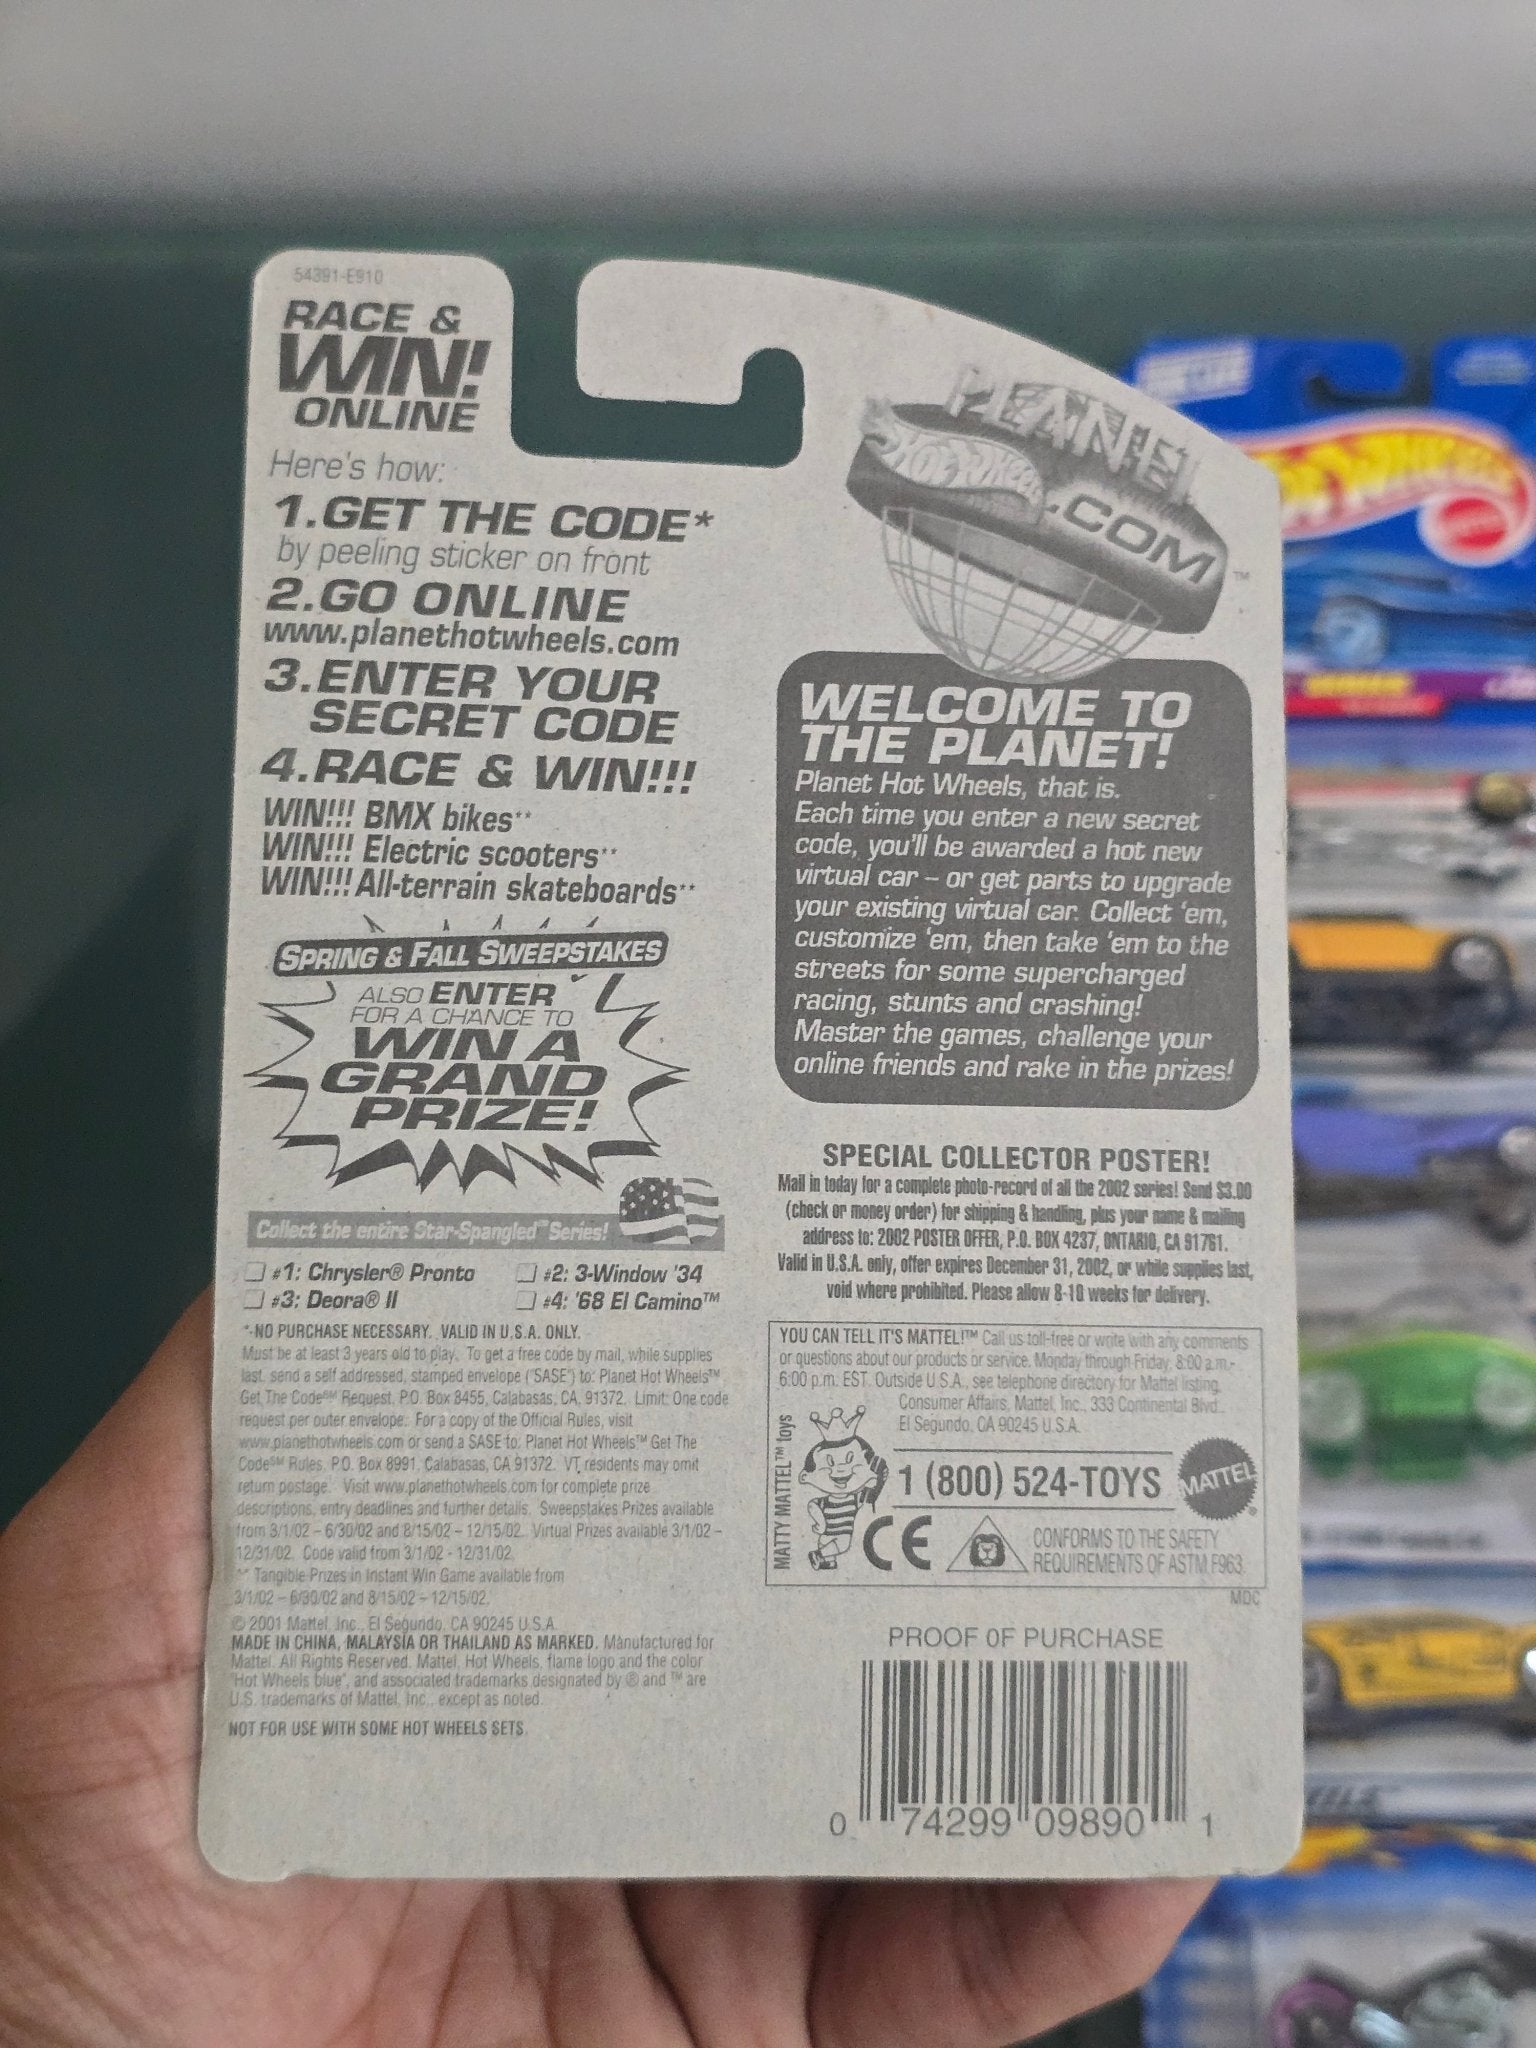 54391-E910
RACE &
WIN!
ONLINE
Here's how:
1.GET THE CODE*
by peeling sticker on front
2.GO ONLINE
www.planethotwheels.com
3.ENTER YOUR
SECRET CODE
4.RACE & WIN!!!
WIN!!! BMX bikes**
WIN!!! Electric scooters**
WIN!!! All-terrain skateboards**
SPRING & FALL SWEEPSTAKES
ALSO ENTER
FOR A CHANCE TO
WIN A
GRAND
PRIZE!
Collect the entire Star-Spangled™ Series!
#1: Chrysler® Pronto
#2: 3-Window '34
#3: Deora® II
#4: '68 El Camino™
*NO PURCHASE NECESSARY. VALID IN U.S.A. ONLY.
Must be at least 3 years old to play. To get a free code by mail, while supplies
last, send a self addressed, stamped envelope ("SASE") to: Planet Hot Wheels™
Get The Code℠ Request, P.O. Box 8455, Calabasas, CA. 91372. Limit: One code
request per outer envelope. For a copy of the Official Rules, visit
www.planethotwheels.com or send a SASE to: Planet Hot Wheels™ Get The
Code℠ Rules, P.O. Box 8991, Calabasas, CA 91372. VT residents may omit
return postage. Visit www.planethotwheels.com for complete prize
descriptions, entry deadlines and further details. Sweepstakes Prizes available
from 3/1/02 – 6/30/02 and 8/15/02 – 12/15/02. Virtual Prizes available 3/1/02 –
12/31/02. Code valid from 3/1/02 - 12/31/02.
** Tangible Prizes in Instant Win Game available from
3/1/02 – 6/30/02 and 8/15/02 – 12/15/02.
© 2001 Mattel, Inc., El Segundo, CA 90245 U.S.A.
MADE IN CHINA, MALAYSIA OR THAILAND AS MARKED. Manufactured for
Mattel. All Rights Reserved. Mattel, Hot Wheels, flame logo and the color
"Hot Wheels blue", and associated trademarks designated by ® and ™ are
U.S. trademarks of Mattel, Inc., except as noted.
NOT FOR USE WITH SOME HOT WHEELS SETS.
PLANET
HOT WHEELS
.COM
™
WELCOME TO
THE PLANET!
Planet Hot Wheels, that is.
Each time you enter a new secret
code, you'll be awarded a hot new
virtual car – or get parts to upgrade
your existing virtual car. Collect 'em,
customize 'em, then take 'em to the
streets for some supercharged
racing, stunts and crashing!
Master the games, challenge your
online friends and rake in the prizes!
SPECIAL COLLECTOR POSTER!
Mail in today for a complete photo-record of all the 2002 series! Send $3.00
(check or money order) for shipping & handling, plus your name & mailing
address to: 2002 POSTER OFFER, P.O. BOX 4237, ONTARIO, CA 91761.
Valid in U.S.A. only, offer expires December 31, 2002, or while supplies last,
void where prohibited. Please allow 8-10 weeks for delivery.
YOU CAN TELL IT'S MATTEL!™ Call us toll-free or write with any comments
or questions about our products or service. Monday through Friday, 8:00 a.m.-
6:00 p.m. EST. Outside U.S.A., see telephone directory for Mattel listing.
Consumer Affairs, Mattel, Inc., 333 Continental Blvd.,
El Segundo, CA 90245 U.S.A.
MATTY MATTEL™ toys
1 (800) 524-TOYS
MATTEL®
CE
CONFORMS TO THE SAFETY
REQUIREMENTS OF ASTM F963.
MDC
PROOF OF PURCHASE
0 74299 09890 1
HOT WHEELS